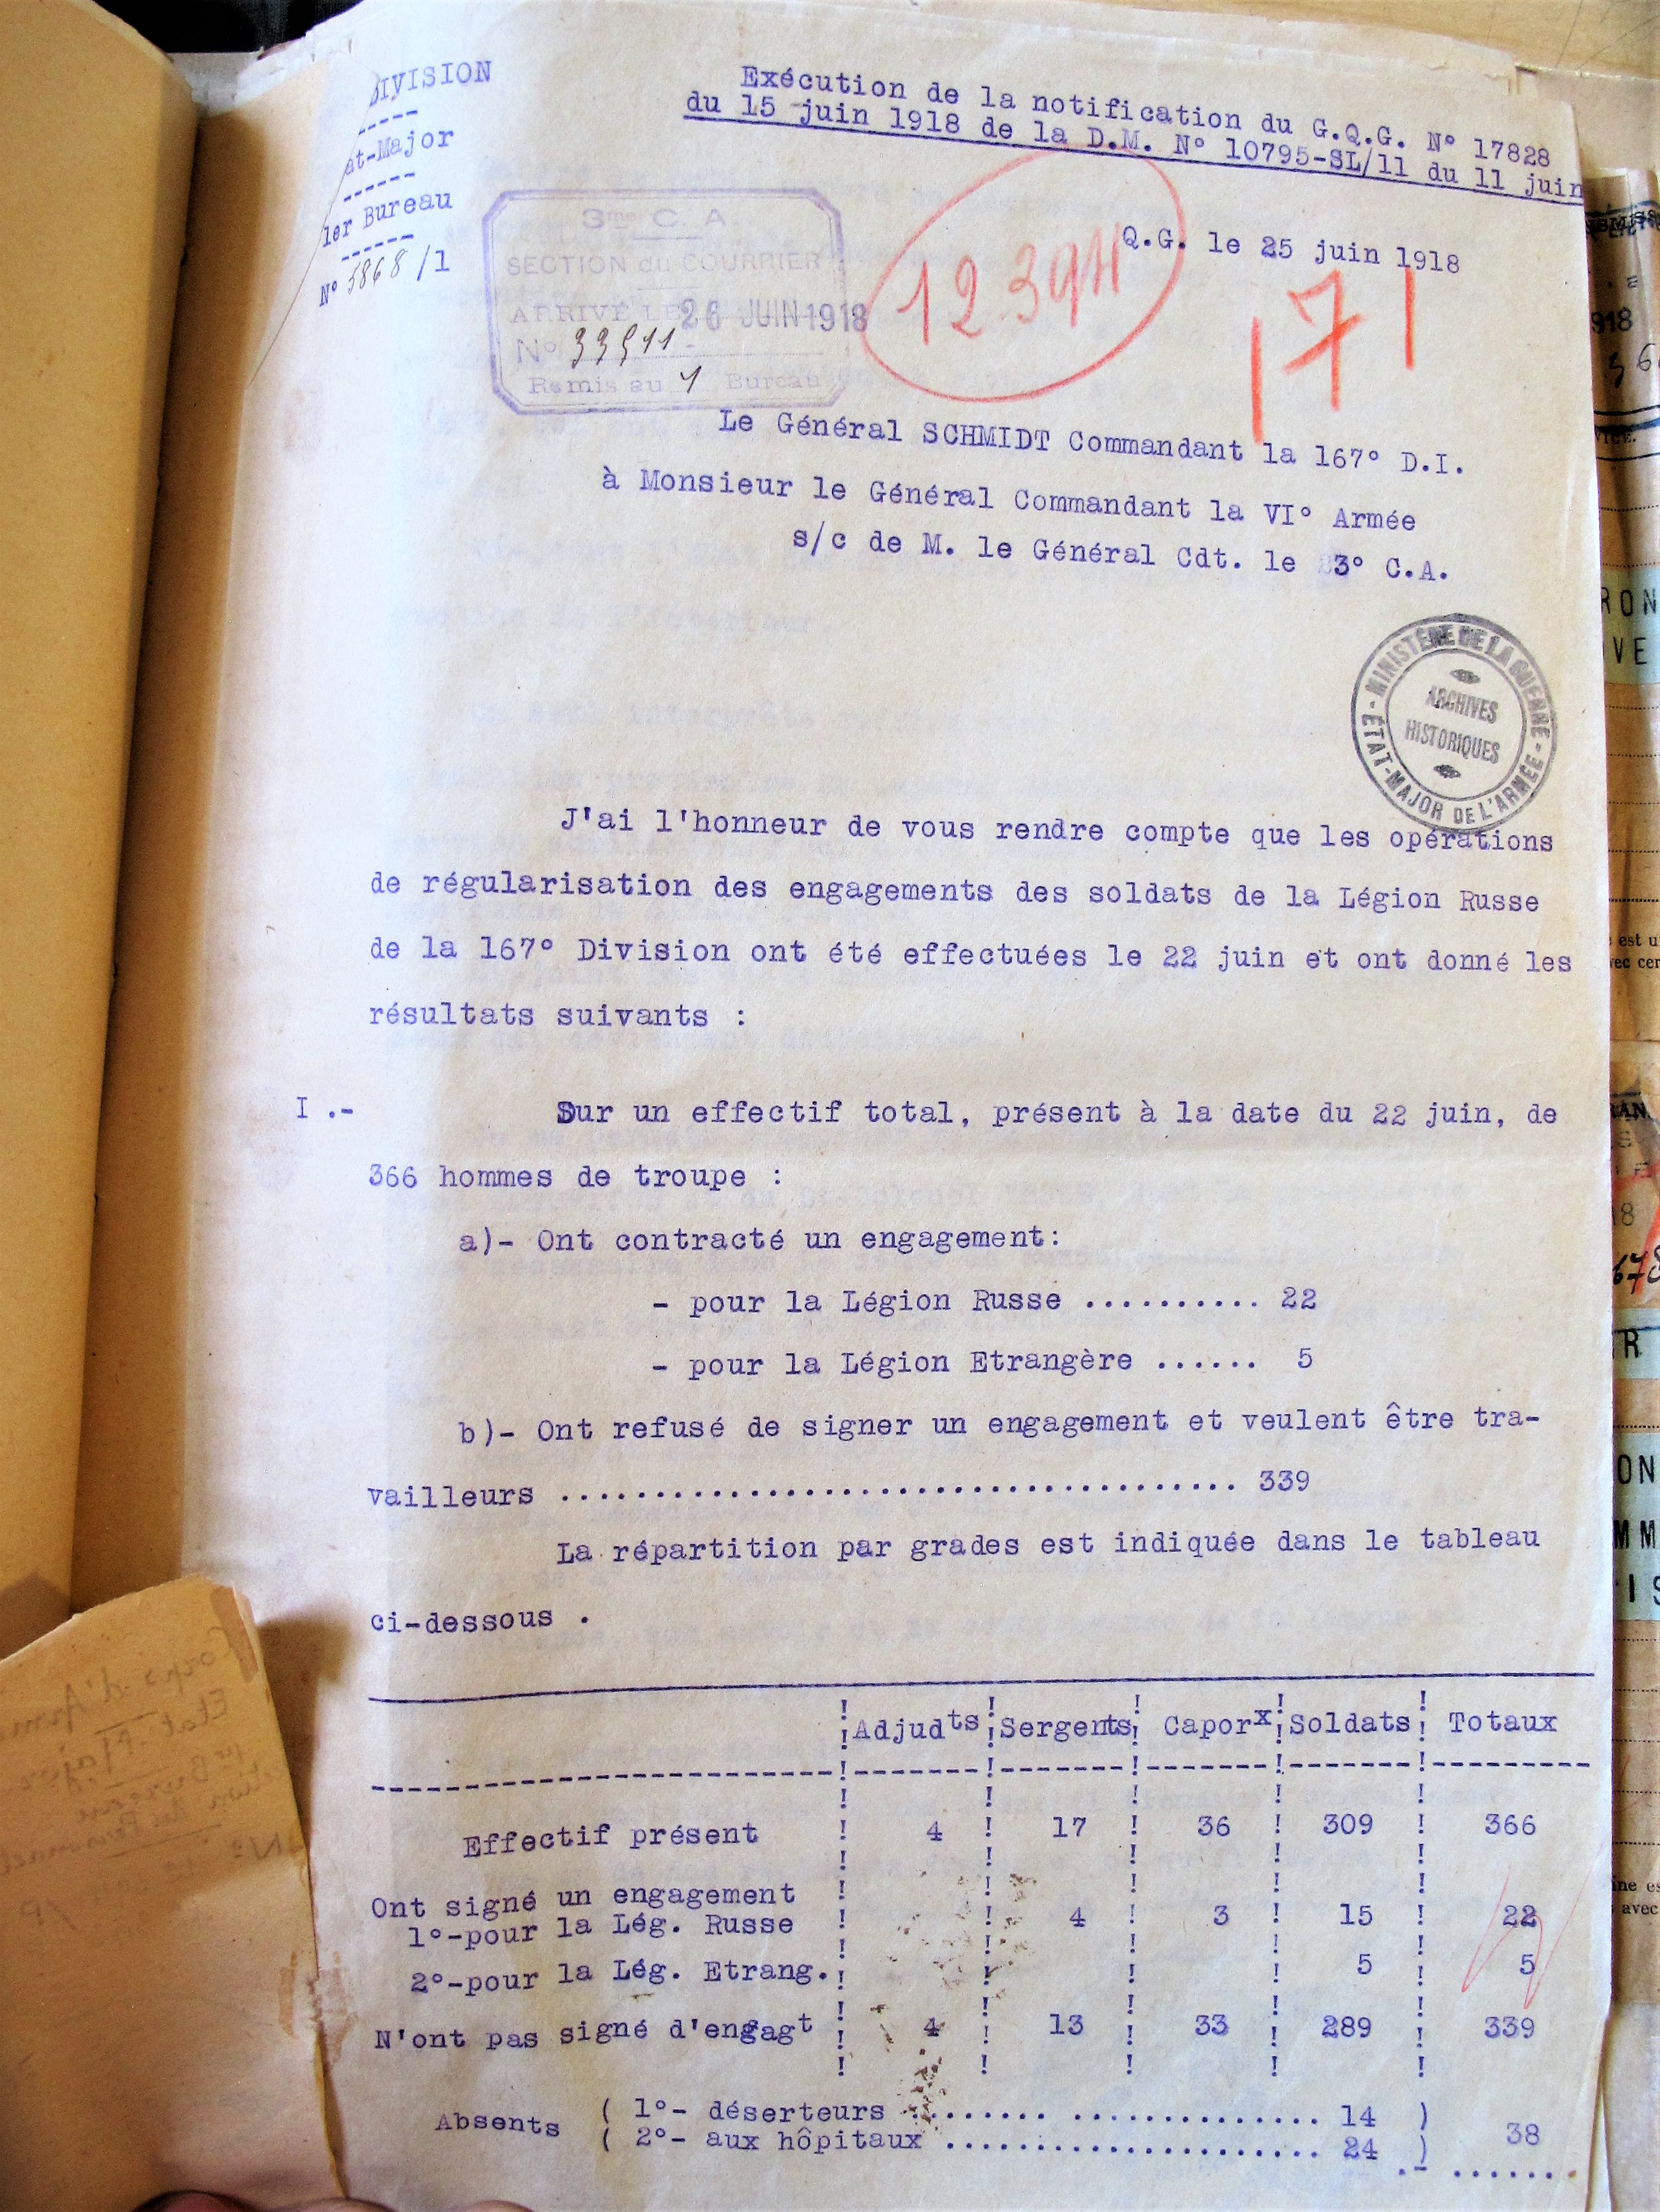 DIVISION
at-Major
1er Bureau
N° 5868/1
Exécution de la notification du G.Q.G. N° 17828
du 15 juin 1918 de la D.M. N° 10795-SL/11 du 11 juin
3me C. A
SECTION du COURRIER
ARRIVÉ LE 26 JUIN 1918
N° 33511
Remis au 1 Bureau
12394
171
Q.G. le 25 juin 1918
Le Général SCHMIDT Commandant la 167° D.I.
à Monsieur le Général Commandant la VI° Armée
s/c de M. le Général Cdt. le 3° C.A.
MINISTÈRE DE LA GUERRE
ARCHIVES
HISTORIQUES
- ÉTAT-MAJOR DE L'ARMÉE -
J'ai l'honneur de vous rendre compte que les opérations
de régularisation des engagements des soldats de la Légion Russe
de la 167° Division ont été effectuées le 22 juin et ont donné les
résultats suivants :
I .- Sur un effectif total, présent à la date du 22 juin, de
366 hommes de troupe :
a)- Ont contracté un engagement:
- pour la Légion Russe .......... 22
- pour la Légion Etrangère ...... 5
b)- Ont refusé de signer un engagement et veulent être tra-
vailleurs ..................................... 339
La répartition par grades est indiquée dans le tableau
ci-dessous .
Adjudts Sergents Caporx Soldats Totaux
Effectif présent 4 17 36 309 366
Ont signé un engagement
1°-pour la Lég. Russe 4 3 15 22
2°-pour la Lég. Etrang. 5 5
N'ont pas signé d'engagt 4 13 33 289 339
Absents ( 1°- déserteurs ...................... 14 )
( 2°- aux hôpitaux ..................... 24 ) 38